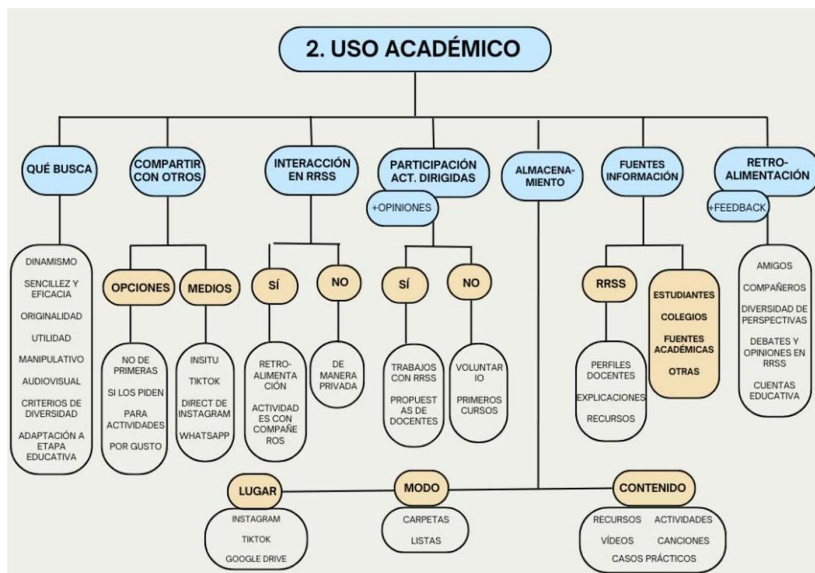 2. USO ACADÉMICO
QUÉ BUSCA
DINAMISMO
SENCILLEZ Y
EFICACIA
ORIGINALIDAD
UTILIDAD
MANIPULATIVO
AUDIOVISUAL
CRITERIOS DE
DIVERSIDAD
ADAPTACIÓN A
ETAPA
EDUCATIVA
COMPARTIR
CON OTROS
OPCIONES
NO DE
PRIMERAS
SI LOS PIDEN
PARA
ACTIVIDADES
POR GUSTO
MEDIOS
INSITU
TIKTOK
DIRECT DE
INSTAGRAM
WHATSAPP
INTERACCIÓN
EN RRSS
SÍ
RETRO-
ALIMENTA
CIÓN
ACTIVIDAD
ES CON
COMPAÑE
ROS
NO
DE
MANERA
PRIVADA
PARTICIPACIÓN
ACT. DIRIGIDAS
+OPINIONES
SÍ
TRABAJOS
CON RRSS
PROPUEST
AS DE
DOCENTES
NO
VOLUNTAR
IO
PRIMEROS
CURSOS
ALMACENA-
MIENTO
LUGAR
INSTAGRAM
TIKTOK
GOOGLE DRIVE
MODO
CARPETAS
LISTAS
CONTENIDO
RECURSOS ACTIVIDADES
VÍDEOS CANCIONES
CASOS PRÁCTICOS
FUENTES
INFORMACIÓN
RRSS
PERFILES
DOCENTES
EXPLICACIONES
RECURSOS
ESTUDIANTES
COLEGIOS
FUENTES
ACADÉMICAS
OTRAS
RETRO-
ALIMENTACIÓN
+FEEDBACK
AMIGOS
COMPAÑEROS
DIVERSIDAD DE
PERSPECTIVAS
DEBATES Y
OPINIONES EN
RRSS
CUENTAS
EDUCATIVA